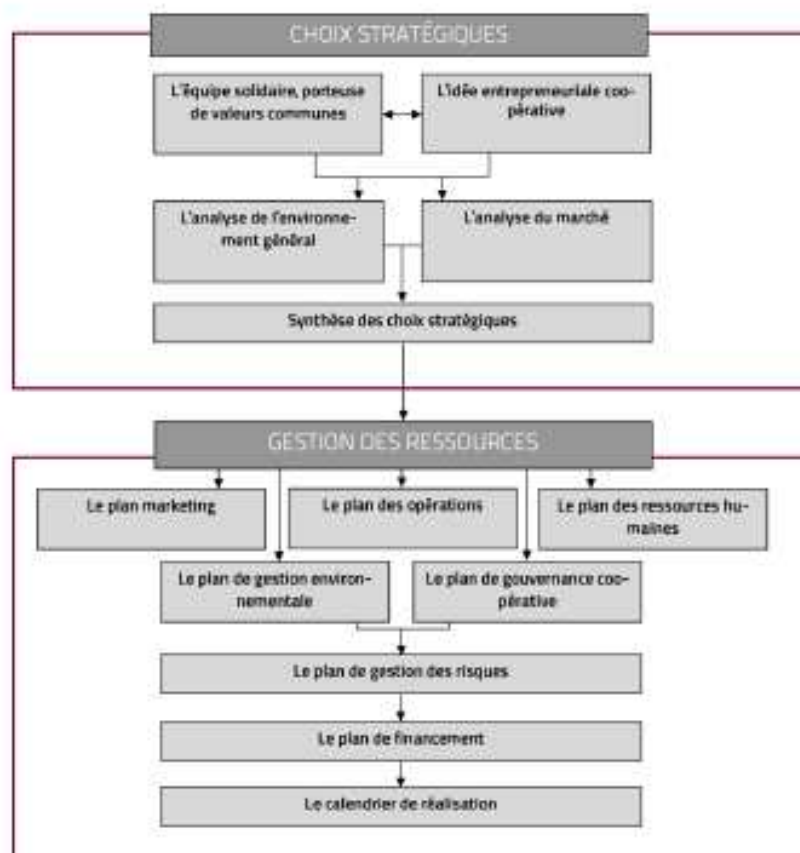 CHOIX STRATÉGIQUES
L'équipe solidaire, porteuse
de valeurs communes
L'idée entrepreneuriale coo-
pérative
L'analyse de l'environne-
ment général
L'analyse du marché
Synthèse des choix stratégiques
GESTION DES RESSOURCES
Le plan marketing
Le plan des opérations
Le plan des ressources hu-
maines
Le plan de gestion environ-
nementale
Le plan de gouvernance coo-
pérative
Le plan de gestion des risques
Le plan de financement
Le calendrier de réalisation